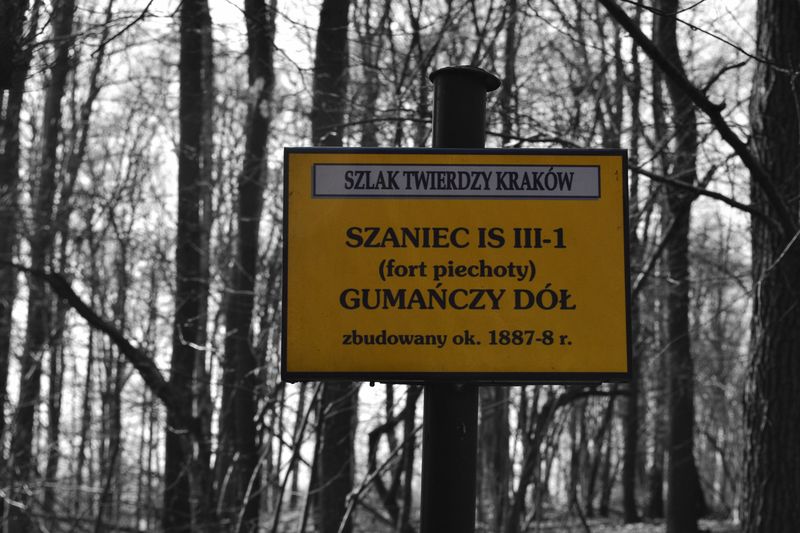 SZLAK TWIERDZY KRAKÓW
SZANIEC IS III-1
(fort piechoty)
GUMAŃCZY DÓŁ
zbudowany ok. 1887-8 r.